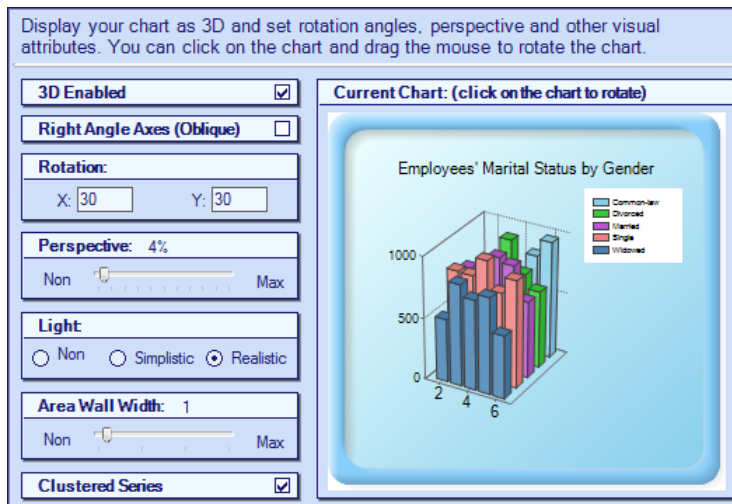 Display your chart as 3D and set rotation angles, perspective and other visual
attributes. You can click on the chart and drag the mouse to rotate the chart.
3D Enabled
Right Angle Axes (Oblique)
Rotation:
X: 30 Y: 30
Perspective: 4%
Non Max
Light:
Non Simplistic Realistic
Area Wall Width: 1
Non Max
Clustered Series
Current Chart: (click on the chart to rotate)
Employees' Marital Status by Gender
Common-law
Divorced
Married
Single
Widowed
1000
500
0
2 4 6